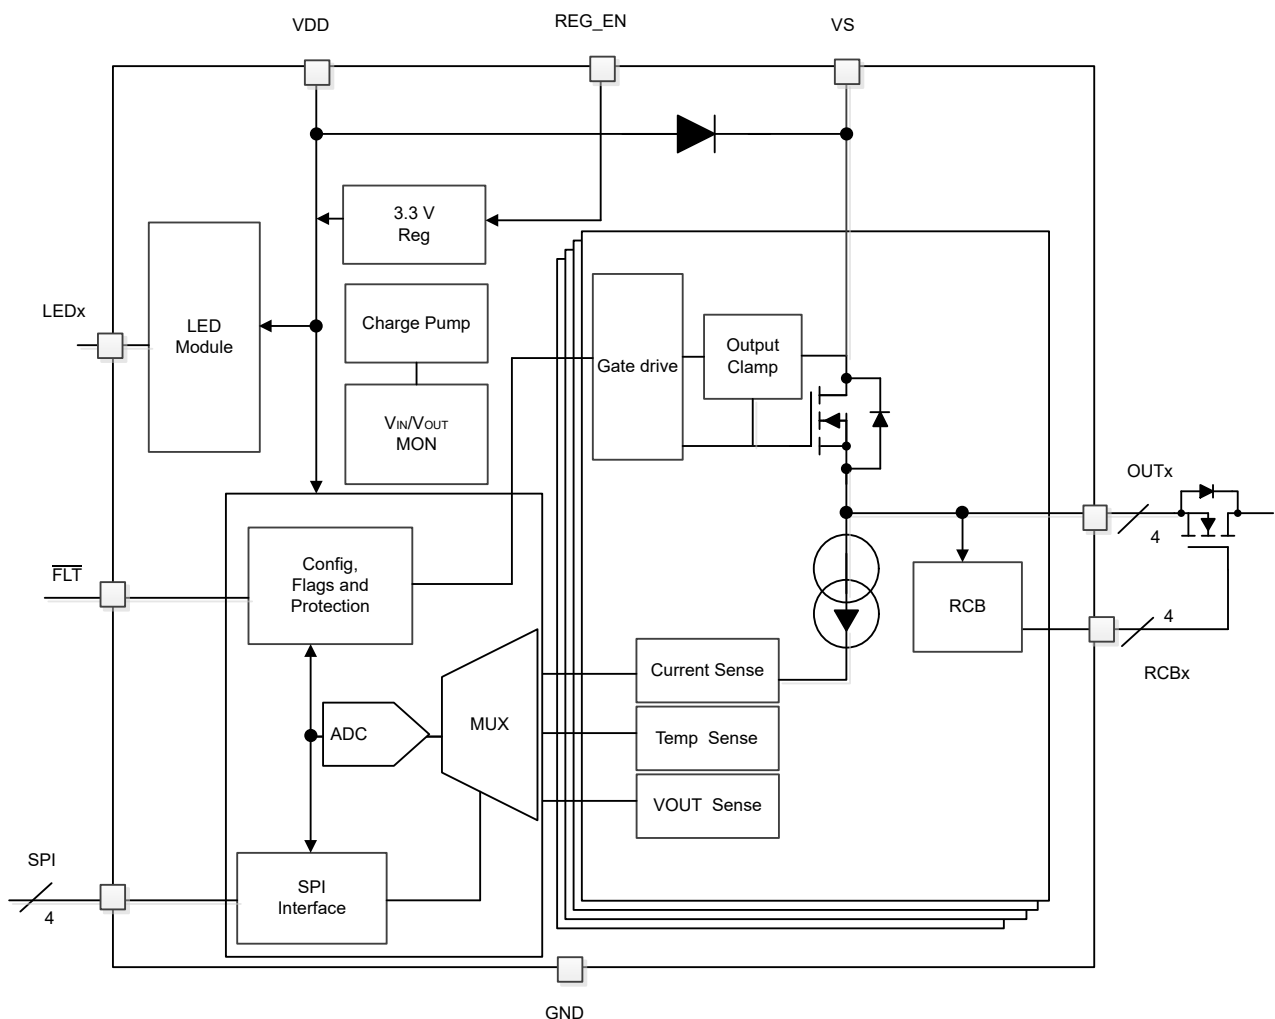 VDD
REG_EN
VS
3.3 V
Reg
LEDx
LED
Module
Charge Pump
VIN/VOUT
MON
Gate drive
Output
Clamp
OUTx
4
FLT
Config,
Flags and
Protection
RCB
4
RCBx
Current Sense
MUX
ADC
Temp Sense
VOUT Sense
SPI
4
SPI
Interface
GND